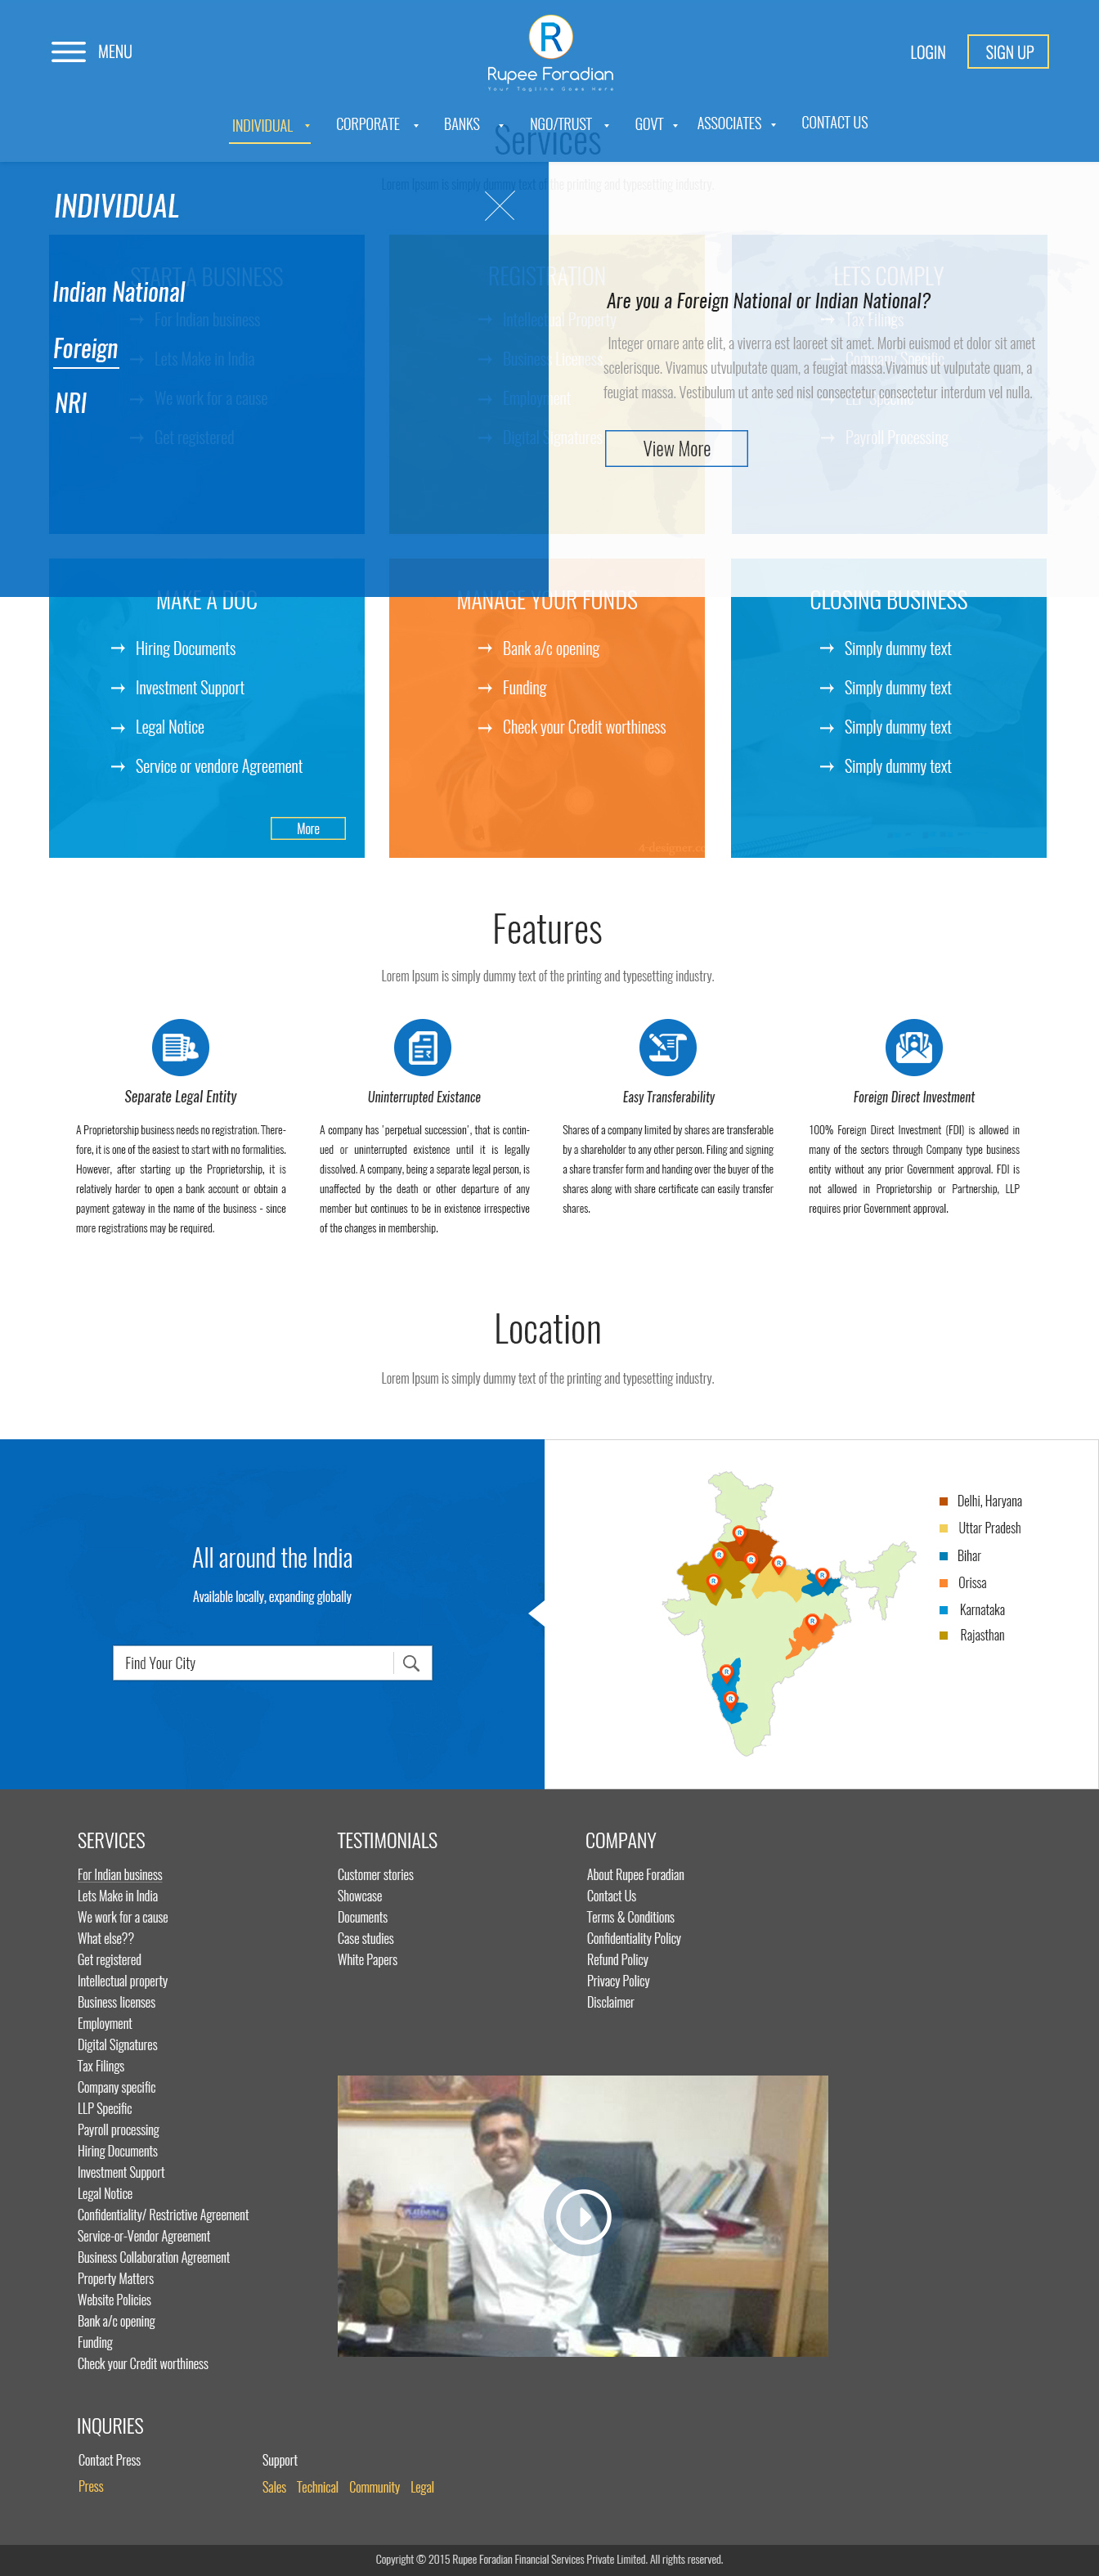 MENU
R
Rupee Foradian
Your Tagline Goes Here
LOGIN
SIGN UP
INDIVIDUAL
CORPORATE
BANKS
NGO/TRUST
GOVT
ASSOCIATES
CONTACT US
Services
Lorem Ipsum is simply dummy text of the printing and typesetting industry.
INDIVIDUAL
Indian National
Foreign
NRI
START A BUSINESS
For Indian business
Lets Make in India
We work for a cause
Get registered
REGISTRATION
Intellectual Property
Business Licenses
Employment
Digital Signatures
LETS COMPLY
Tax Filings
Company Specific
LLP Specific
Payroll Processing
Are you a Foreign National or Indian National?
Integer ornare ante elit, a viverra est laoreet sit amet. Morbi euismod et dolor sit amet
scelerisque. Vivamus utvulputate quam, a feugiat massa.Vivamus ut vulputate quam, a
feugiat massa. Vestibulum ut ante sed nisl consectetur consectetur interdum vel nulla.
View More
MAKE A DOC
Hiring Documents
Investment Support
Legal Notice
Service or vendore Agreement
More
MANAGE YOUR FUNDS
Bank a/c opening
Funding
Check your Credit worthiness
CLOSING BUSINESS
Simply dummy text
Simply dummy text
Simply dummy text
Simply dummy text
Features
Lorem Ipsum is simply dummy text of the printing and typesetting industry.
Separate Legal Entity
A Proprietorship business needs no registration. There-
fore, it is one of the easiest to start with no formalities.
However, after starting up the Proprietorship, it is
relatively harder to open a bank account or obtain a
payment gateway in the name of the business - since
more registrations may be required.
Uninterrupted Existance
A company has 'perpetual succession', that is contin-
ued or uninterrupted existence until it is legally
dissolved. A company, being a separate legal person, is
unaffected by the death or other departure of any
member but continues to be in existence irrespective
of the changes in membership.
Easy Transferability
Shares of a company limited by shares are transferable
by a shareholder to any other person. Filing and signing
a share transfer form and handing over the buyer of the
shares along with share certificate can easily transfer
shares.
Foreign Direct Investment
100% Foreign Direct Investment (FDI) is allowed in
many of the sectors through Company type business
entity without any prior Government approval. FDI is
not allowed in Proprietorship or Partnership, LLP
requires prior Government approval.
Location
Lorem Ipsum is simply dummy text of the printing and typesetting industry.
All around the India
Available locally, expanding globally
Find Your City
Delhi, Haryana
Uttar Pradesh
Bihar
Orissa
Karnataka
Rajasthan
SERVICES
For Indian business
Lets Make in India
We work for a cause
What else??
Get registered
Intellectual property
Business licenses
Employment
Digital Signatures
Tax Filings
Company specific
LLP Specific
Payroll processing
Hiring Documents
Investment Support
Legal Notice
Confidentiality/ Restrictive Agreement
Service-or-Vendor Agreement
Business Collaboration Agreement
Property Matters
Website Policies
Bank a/c opening
Funding
Check your Credit worthiness
TESTIMONIALS
Customer stories
Showcase
Documents
Case studies
White Papers
COMPANY
About Rupee Foradian
Contact Us
Terms & Conditions
Confidentiality Policy
Refund Policy
Privacy Policy
Disclaimer
INQURIES
Contact Press
Press
Support
Sales Technical Community Legal
Copyright © 2015 Rupee Foradian Financial Services Private Limited. All rights reserved.